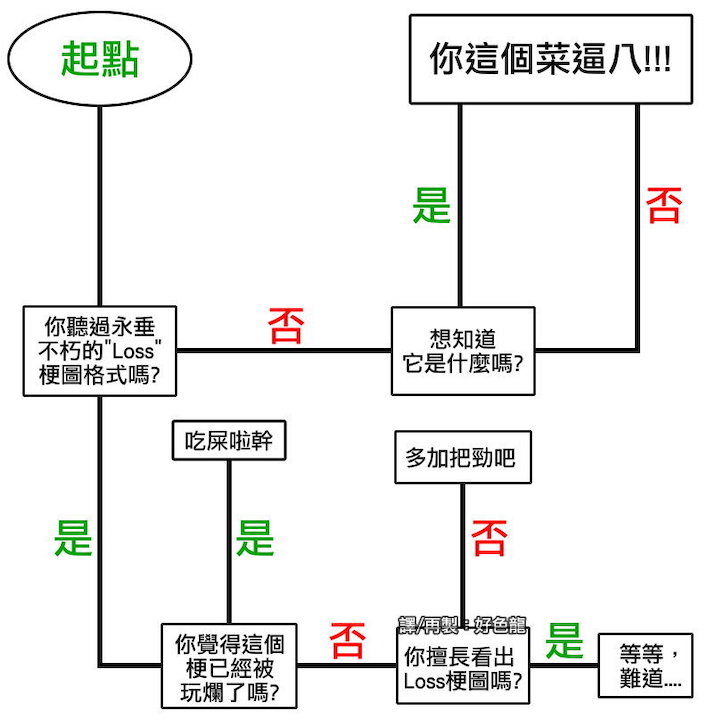 起點
你這個菜逼八!!!
是
否
你聽過永垂
不朽的"Loss"
梗圖格式嗎?
否
想知道
它是什麼嗎?
吃屎啦幹
多加把勁吧
是
是
否
譯/再製：好色龍
你覺得這個
梗已經被
玩爛了嗎?
否
你擅長看出
Loss梗圖嗎?
是
等等，
難道....